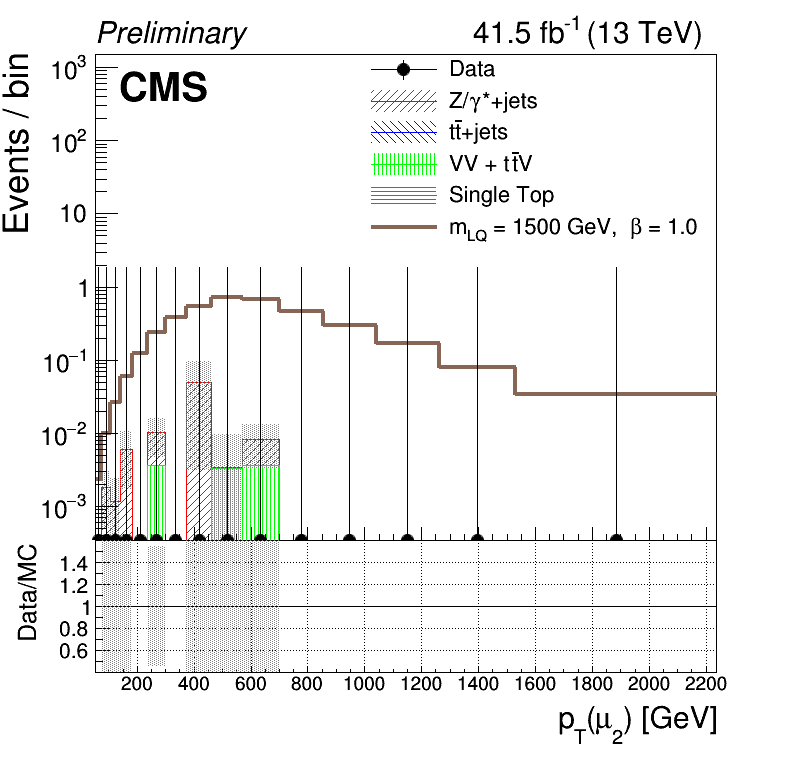 Preliminary 41.5 fb⁻¹ (13 TeV)
CMS
Events / bin
10³
10²
10
1
10⁻¹
10⁻²
10⁻³
Data
Z/γ*+jets
tt̄+jets
VV + tt̄V
Single Top
m_LQ = 1500 GeV, β = 1.0
Data/MC
1.4
1.2
1
0.8
0.6
200 400 600 800 1000 1200 1400 1600 1800 2000 2200
p_T(μ₂) [GeV]